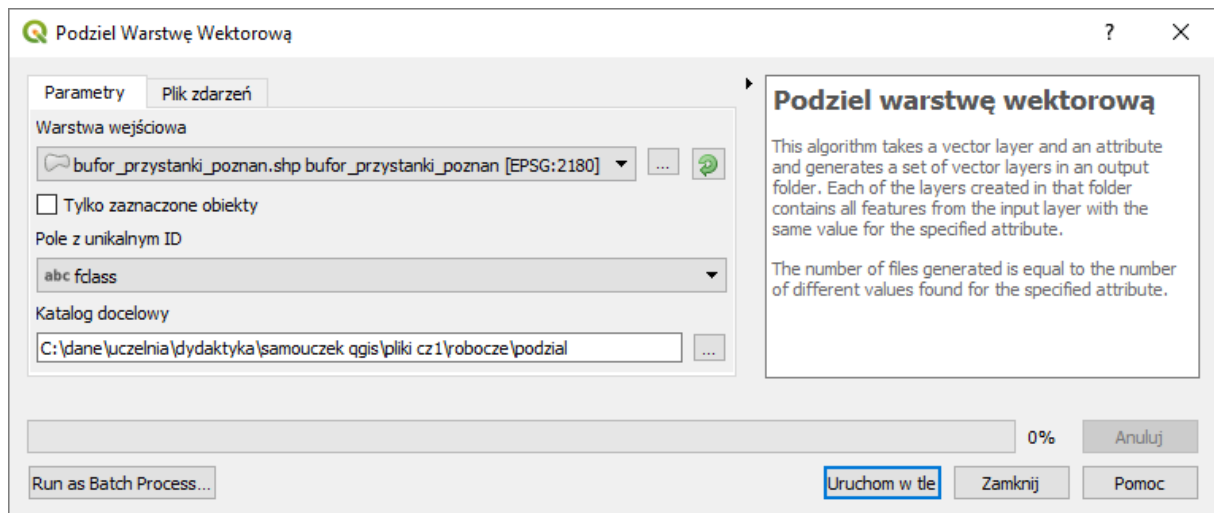 Podziel Warstwę Wektorową
?
Parametry
Plik zdarzeń
Warstwa wejściowa
bufor_przystanki_poznan.shp bufor_przystanki_poznan [EPSG:2180]
...
Tylko zaznaczone obiekty
Pole z unikalnym ID
abc fclass
Katalog docelowy
C:\dane\uczelnia\dydaktyka\samouczek qgis\pliki cz1\robocze\podzial
...
Podziel warstwę wektorową
This algorithm takes a vector layer and an attribute
and generates a set of vector layers in an output
folder. Each of the layers created in that folder
contains all features from the input layer with the
same value for the specified attribute.
The number of files generated is equal to the number
of different values found for the specified attribute.
0%
Anuluj
Run as Batch Process...
Uruchom w tle
Zamknij
Pomoc